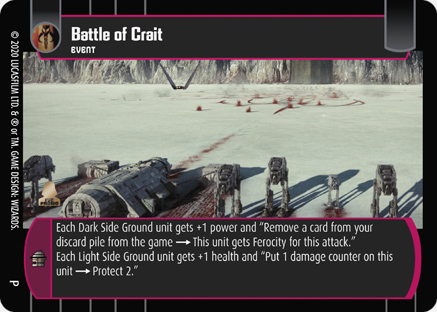 Battle of Crait
EVENT
© 2020 LUCASFILM LTD. & ® or TM. GAME DESIGN: WIZARDS.
Each Dark Side Ground unit gets +1 power and “Remove a card from your
discard pile from the game → This unit gets Ferocity for this attack.”
Each Light Side Ground unit gets +1 health and “Put 1 damage counter on this
unit → Protect 2.”
P